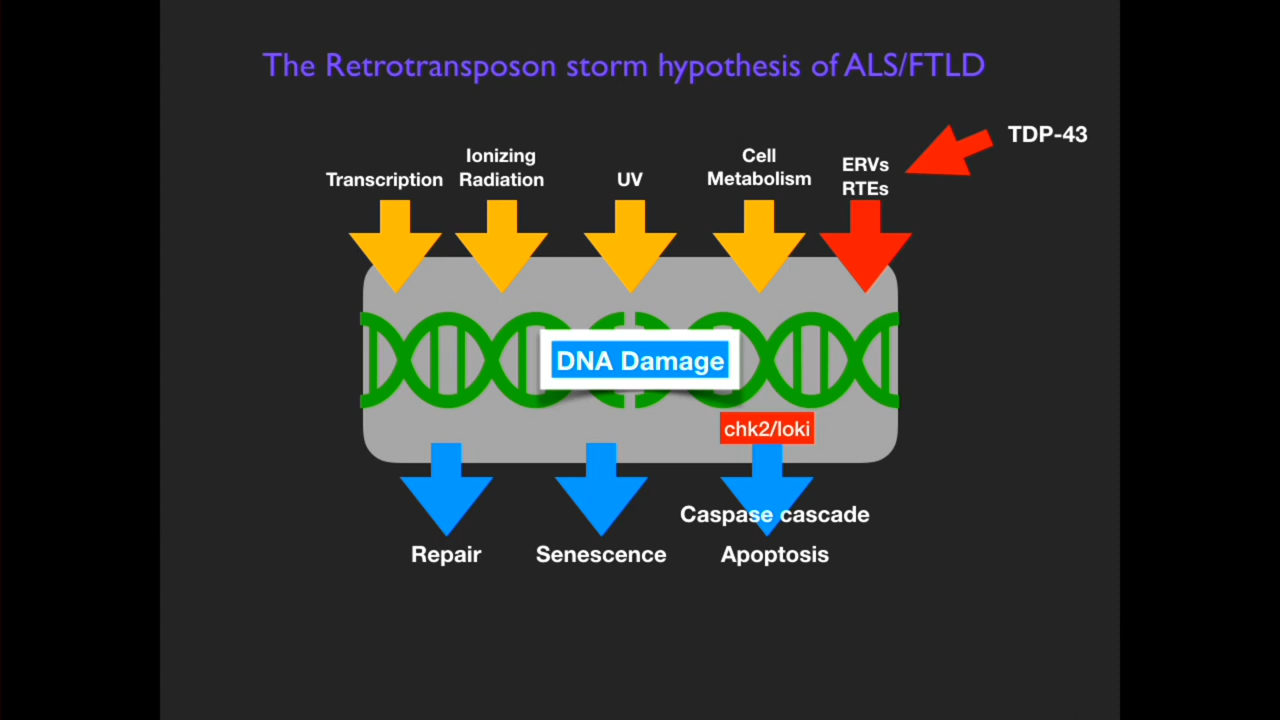 The Retrotransposon storm hypothesis of ALS/FTLD
TDP-43
Transcription
Ionizing
Radiation
UV
Cell
Metabolism
ERVs
RTEs
DNA Damage
chk2/loki
Caspase cascade
Repair
Senescence
Apoptosis